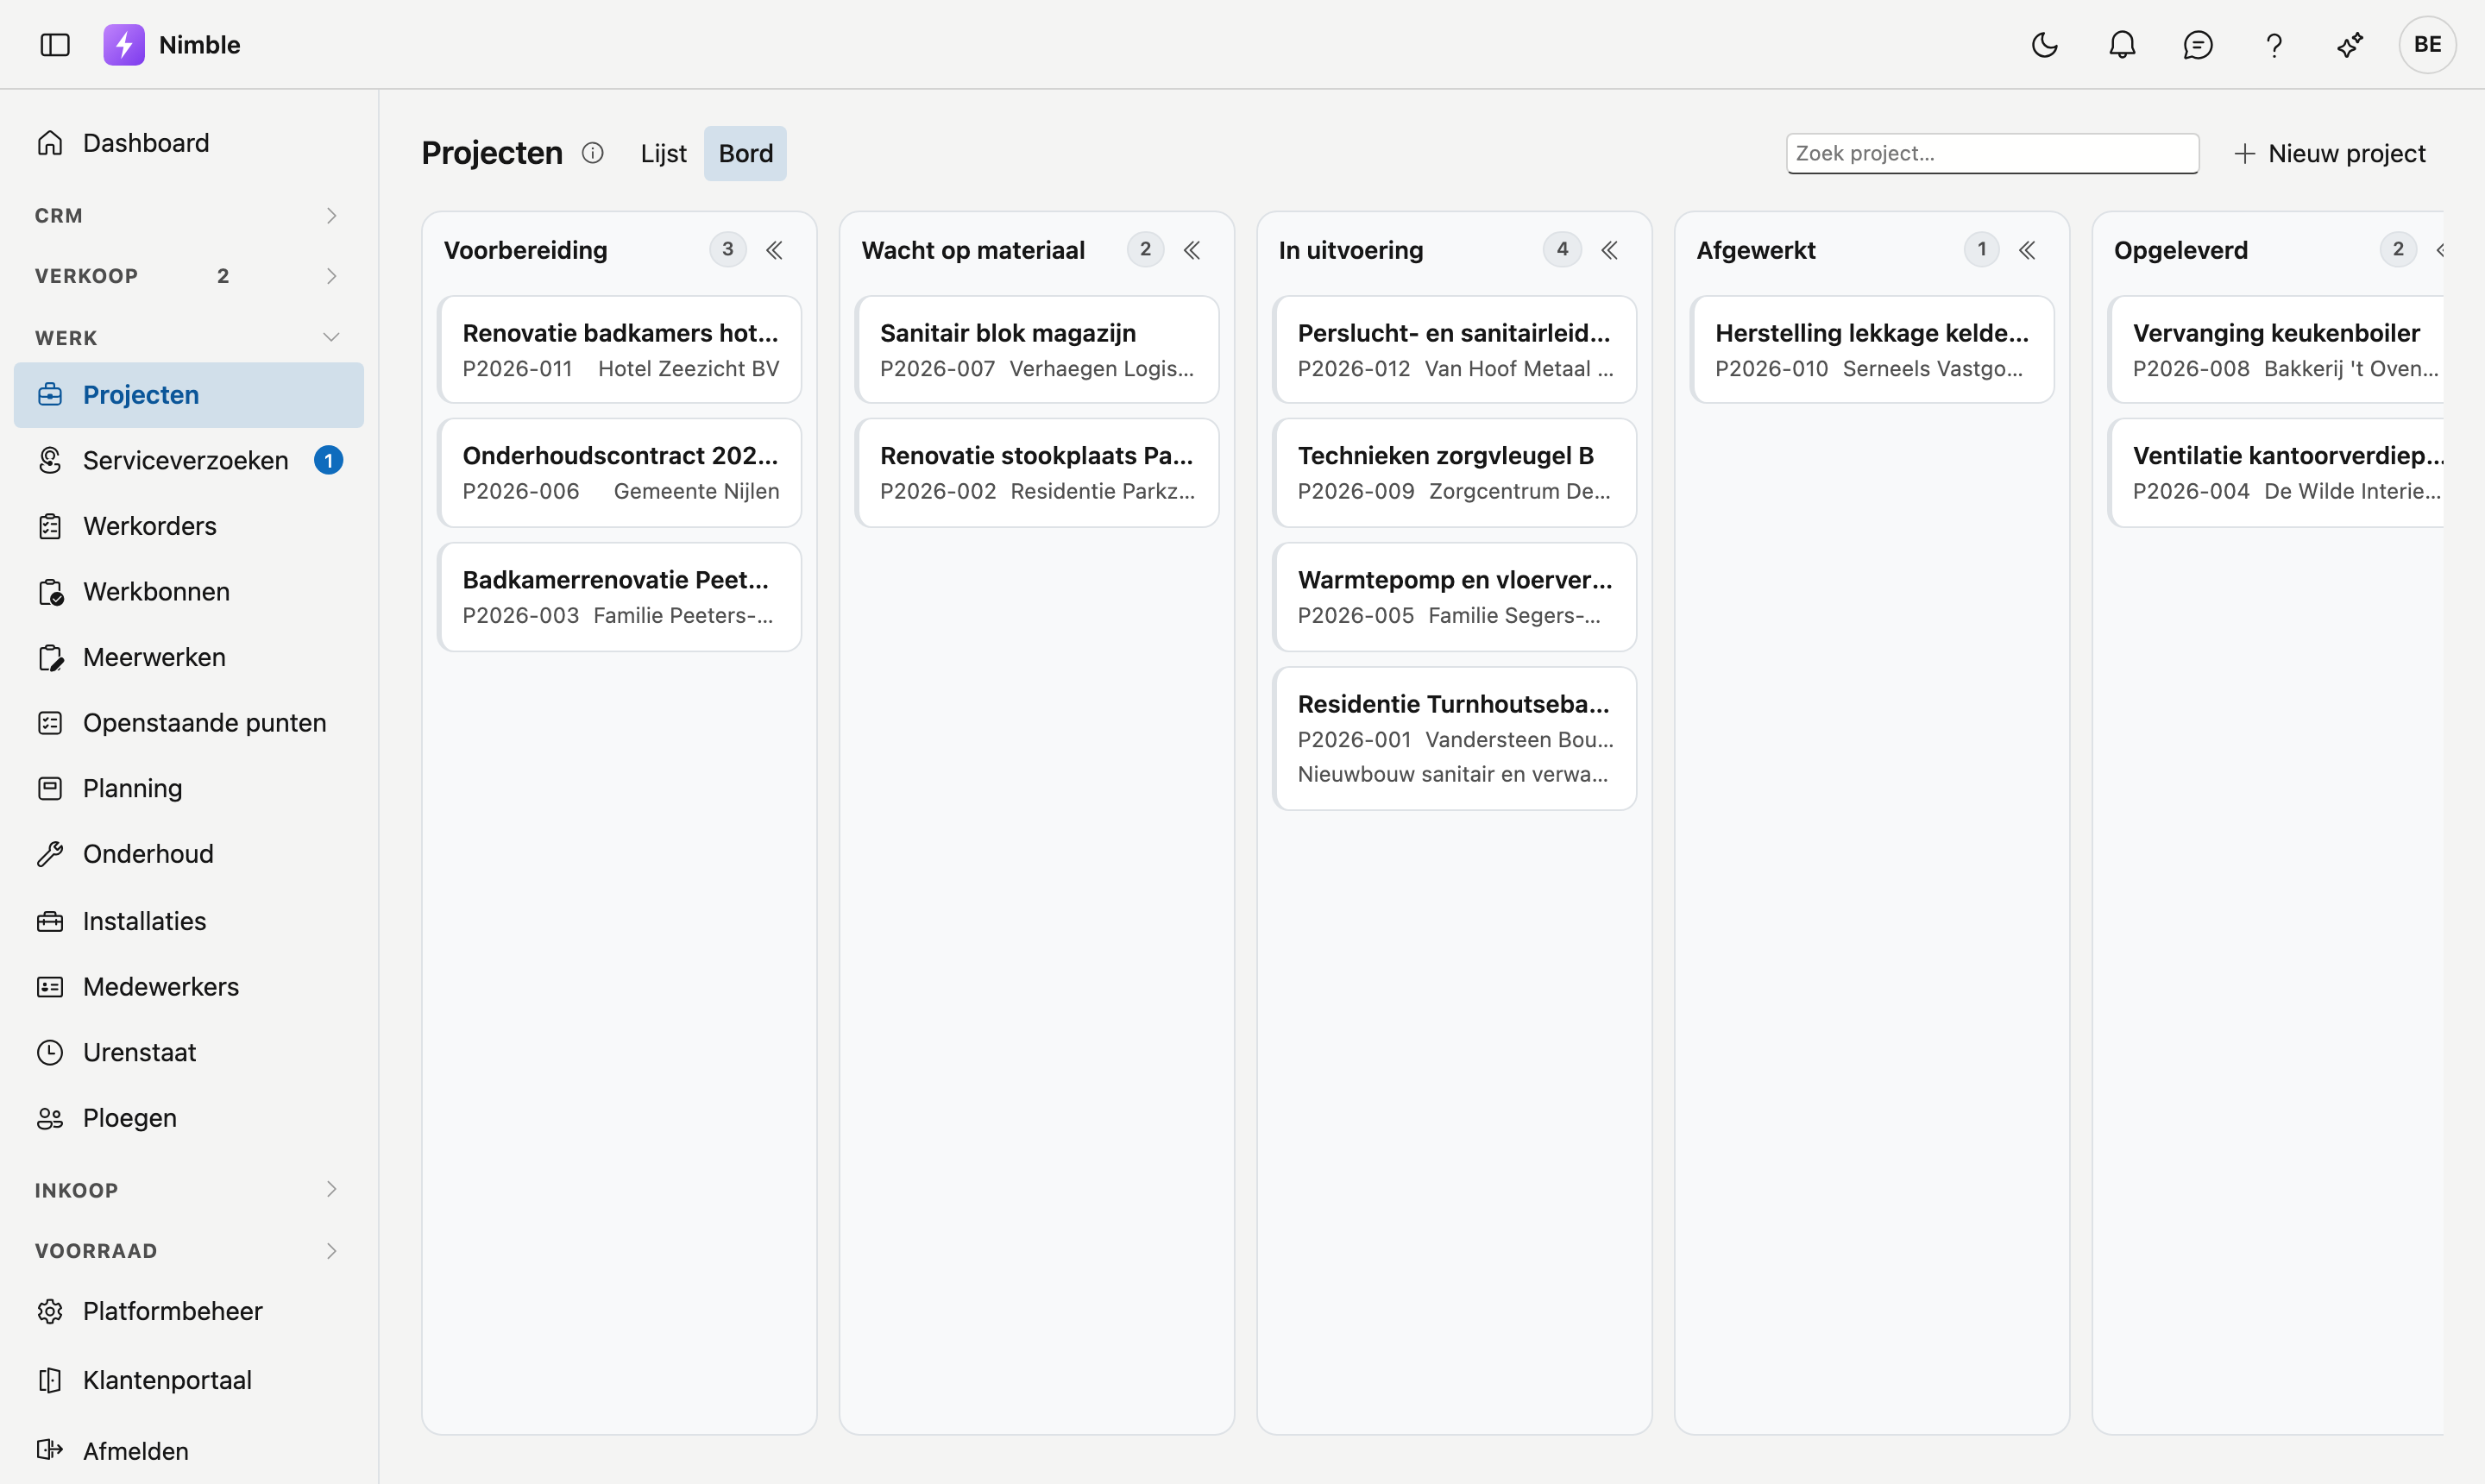 Nimble
BE
Dashboard
CRM
VERKOOP 2
WERK
Projecten
Serviceverzoeken 1
Werkorders
Werkbonnen
Meerwerken
Openstaande punten
Planning
Onderhoud
Installaties
Medewerkers
Urenstaat
Ploegen
INKOOP
VOORRAAD
Platformbeheer
Klantenportaal
Afmelden
Projecten Lijst Bord
Zoek project...
Nieuw project
Voorbereiding 3
Renovatie badkamers hot...
P2026-011 Hotel Zeezicht BV
Onderhoudscontract 202...
P2026-006 Gemeente Nijlen
Badkamerrenovatie Peet...
P2026-003 Familie Peeters-...
Wacht op materiaal 2
Sanitair blok magazijn
P2026-007 Verhaegen Logis...
Renovatie stookplaats Pa...
P2026-002 Residentie Parkz...
In uitvoering 4
Perslucht- en sanitairleid...
P2026-012 Van Hoof Metaal ...
Technieken zorgvleugel B
P2026-009 Zorgcentrum De...
Warmtepomp en vloerver...
P2026-005 Familie Segers-...
Residentie Turnhoutseba...
P2026-001 Vandersteen Bou...
Nieuwbouw sanitair en verwa...
Afgewerkt 1
Herstelling lekkage kelde...
P2026-010 Serneels Vastgo...
Opgeleverd 2
Vervanging keukenboiler
P2026-008 Bakkerij 't Oven...
Ventilatie kantoorverdiep...
P2026-004 De Wilde Interie...